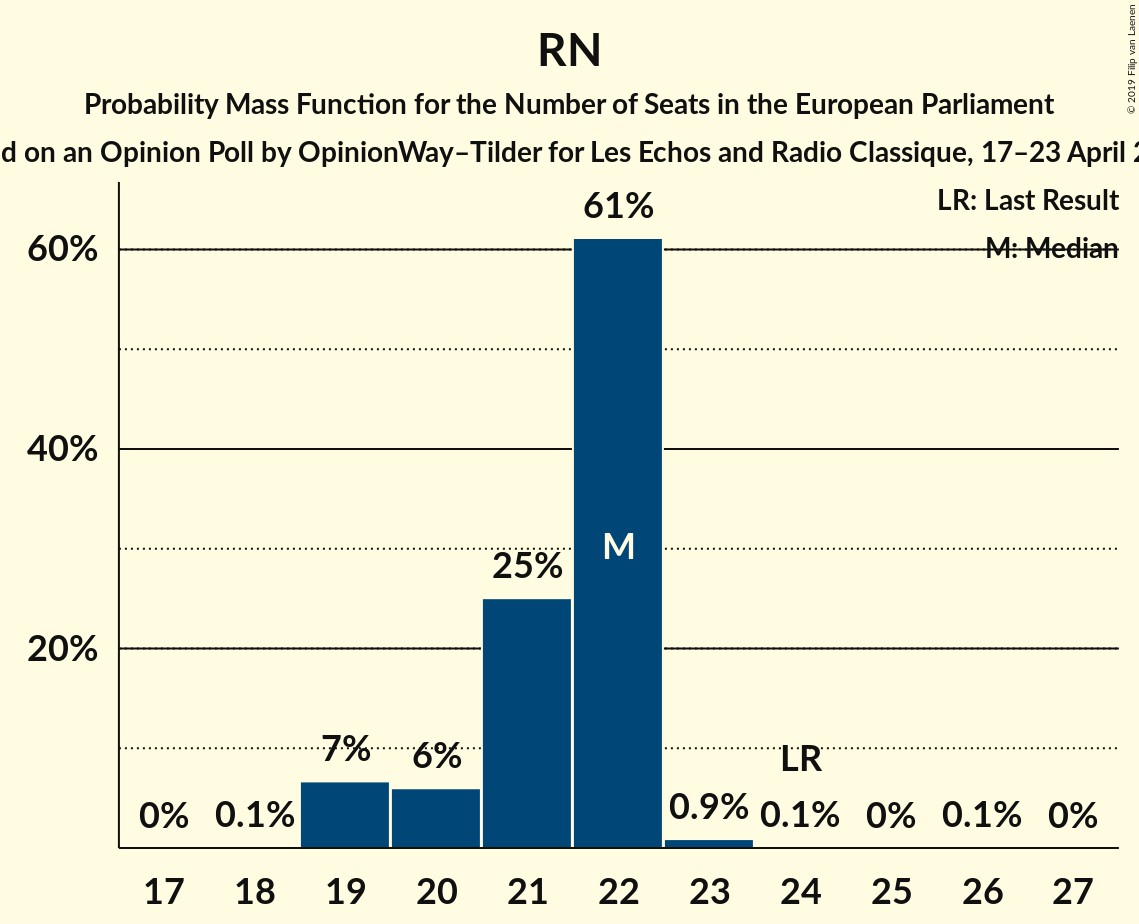 RN
Probability Mass Function for the Number of Seats in the European Parliament
d on an Opinion Poll by OpinionWay–Tilder for Les Echos and Radio Classique, 17–23 April 2
© 2019 Filip van Laenen
LR: Last Result
M: Median
60%
40%
20%
0%
0.1%
7%
6%
25%
61%
M
0.9%
LR
0.1%
0%
0.1%
0%
17 18 19 20 21 22 23 24 25 26 27